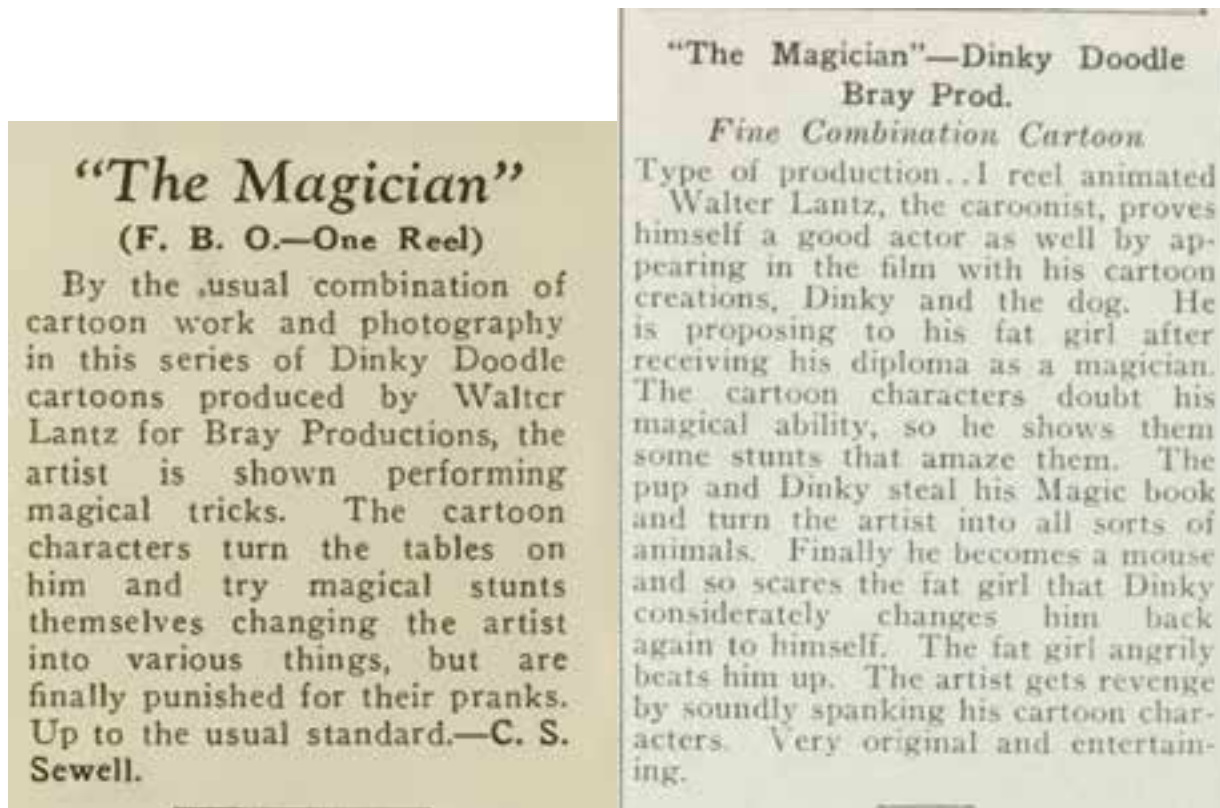 "The Magician"
(F. B. O.—One Reel)
By the usual combination of
cartoon work and photography
in this series of Dinky Doodle
cartoons produced by Walter
Lantz for Bray Productions, the
artist is shown performing
magical tricks. The cartoon
characters turn the tables on
him and try magical stunts
themselves changing the artist
into various things, but are
finally punished for their pranks.
Up to the usual standard.—C. S.
Sewell.
"The Magician"—Dinky Doodle
Bray Prod.
Fine Combination Cartoon
Type of production..1 reel animated
Walter Lantz, the caroonist, proves
himself a good actor as well by ap-
pearing in the film with his cartoon
creations, Dinky and the dog. He
is proposing to his fat girl after
receiving his diploma as a magician.
The cartoon characters doubt his
magical ability, so he shows them
some stunts that amaze them. The
pup and Dinky steal his Magic book
and turn the artist into all sorts of
animals. Finally he becomes a mouse
and so scares the fat girl that Dinky
considerately changes him back
again to himself. The fat girl angrily
beats him up. The artist gets revenge
by soundly spanking his cartoon char-
acters. Very original and entertain-
ing.